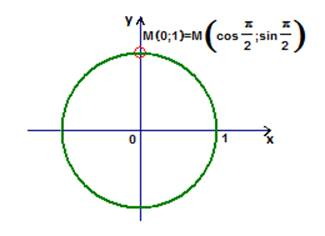 y
M(0;1)=M(cos π/2 ;sin π/2)
0
1
x